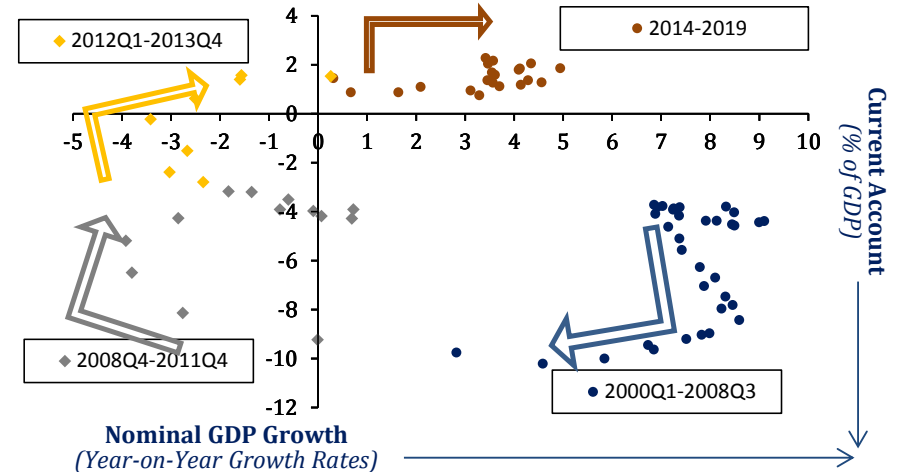 4
2012Q1-2013Q4
2014-2019
2
0
-5 -4 -3 -2 -1 0 1 2 3 4 5 6 7 8 9 10
-2
-4
-6
-8
-10
-12
2008Q4-2011Q4
2000Q1-2008Q3
Current Account
(% of GDP)
Nominal GDP Growth
(Year-on-Year Growth Rates)